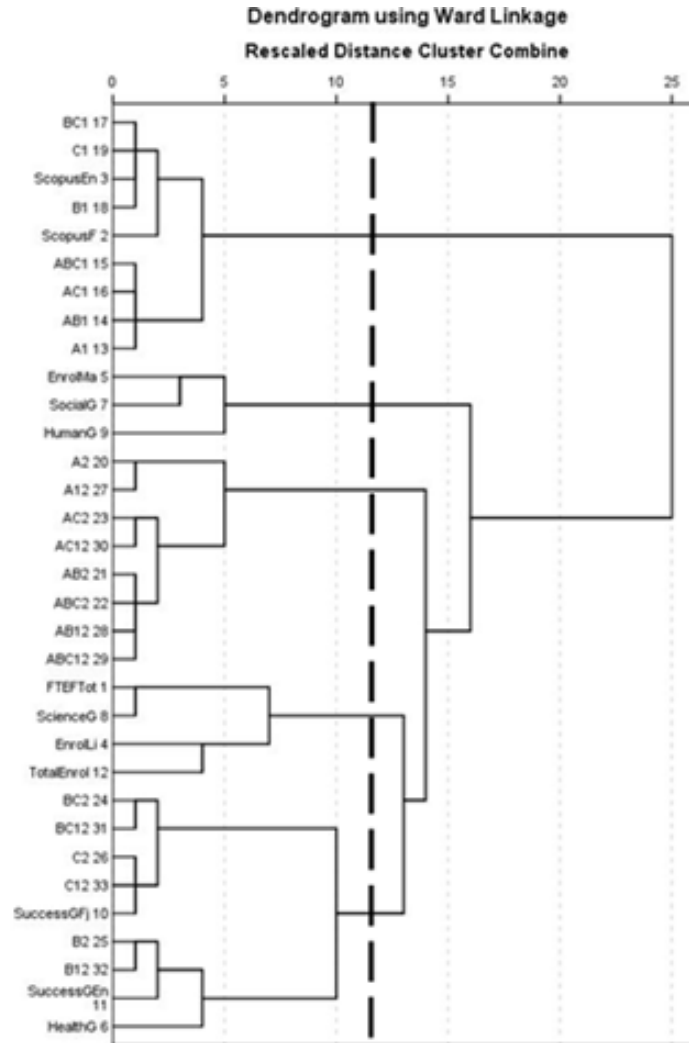 Dendrogram using Ward Linkage
Rescaled Distance Cluster Combine
0 5 10 15 20 25
BC1 17
C1 19
ScopusEn 3
B1 18
ScopusF 2
ABC1 15
AC1 16
AB1 14
A1 13
EnrolMa 5
SocialG 7
HumanG 9
A2 20
A12 27
AC2 23
AC12 30
AB2 21
ABC2 22
AB12 28
ABC12 29
FTEFTot 1
ScienceG 8
EnrolLi 4
TotalEnrol 12
BC2 24
BC12 31
C2 26
C12 33
SuccessGFj 10
B2 25
B12 32
SuccessGEn
11
HealthG 6